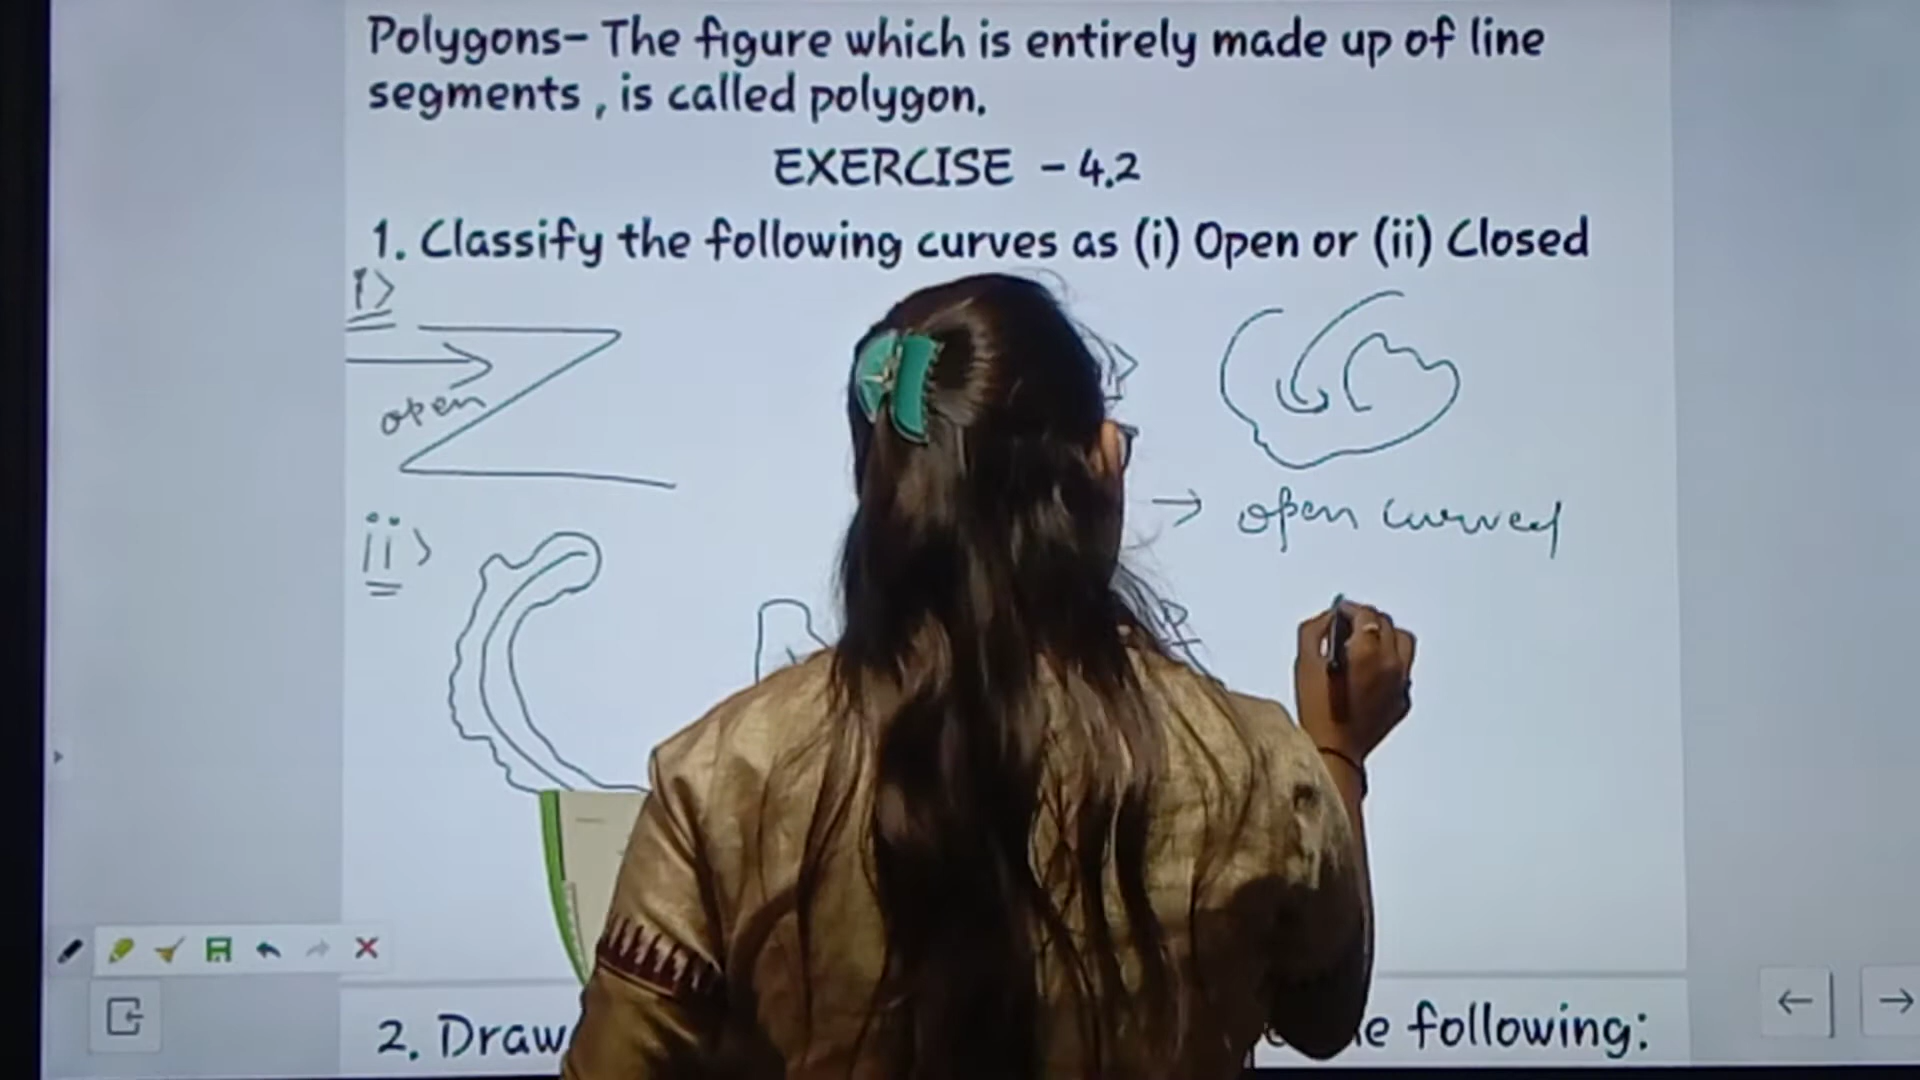 Polygons- The figure which is entirely made up of line
segments , is called polygon.
EXERCISE - 4.2
1. Classify the following curves as (i) Open or (ii) Closed
i>
open
→ open curved
ii>
2. Draw
following: